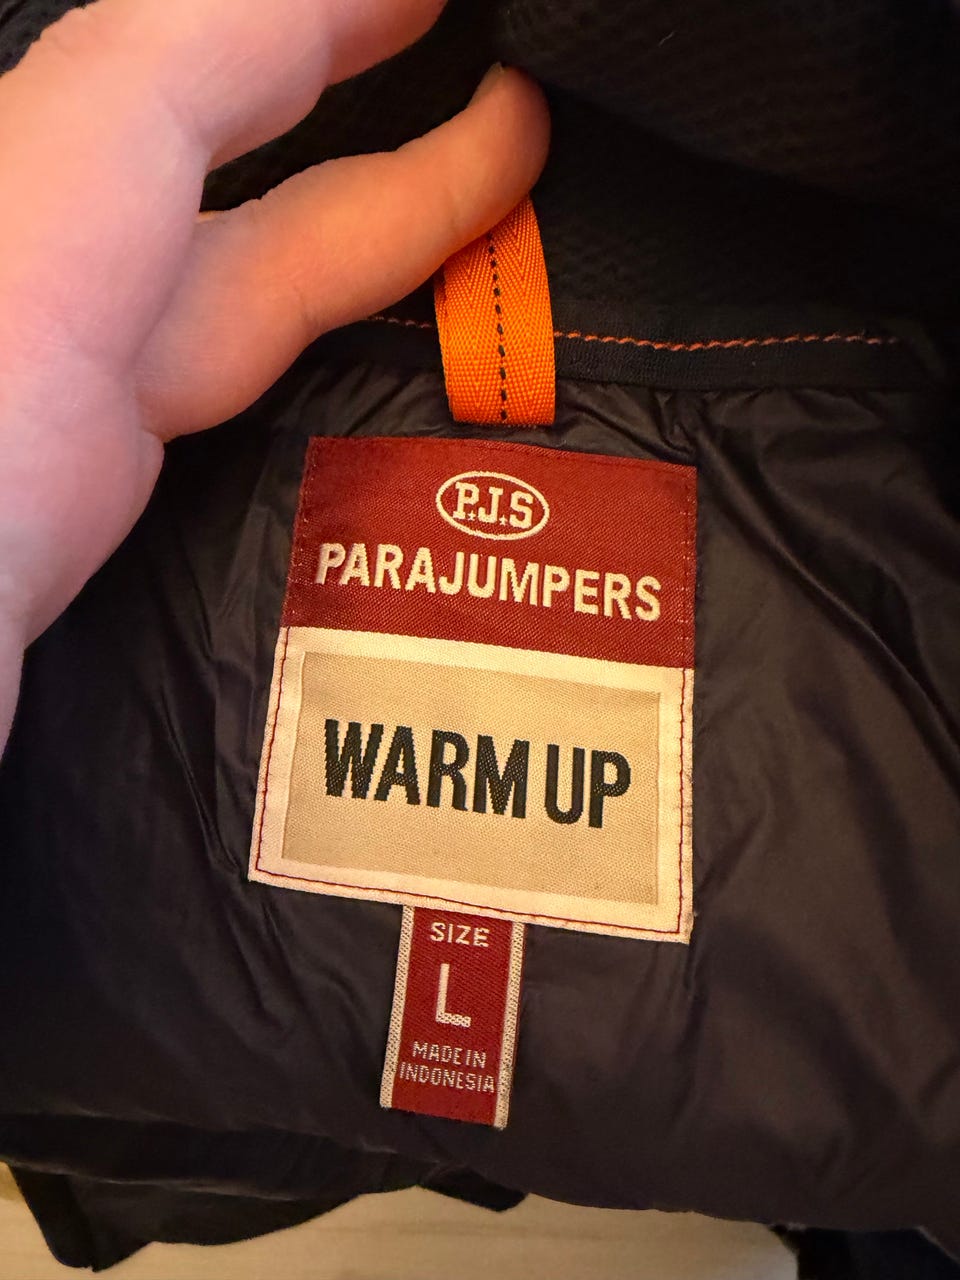 P.J.S
PARAJUMPERS
WARM UP
SIZE
L
MADE IN
INDONESIA